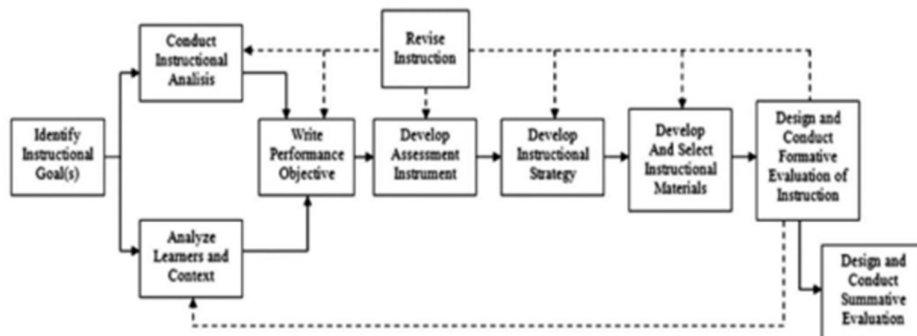 Conduct
Instructional
Analisis
Revise
Instruction
Identify
Instructional
Goal(s)
Write
Performance
Objective
Develop
Assessment
Instrument
Develop
Instructional
Strategy
Develop
And Select
Instructional
Materials
Design and
Conduct
Formative
Evaluation of
Instruction
Analyze
Learners and
Context
Design and
Conduct
Summative
Evaluation